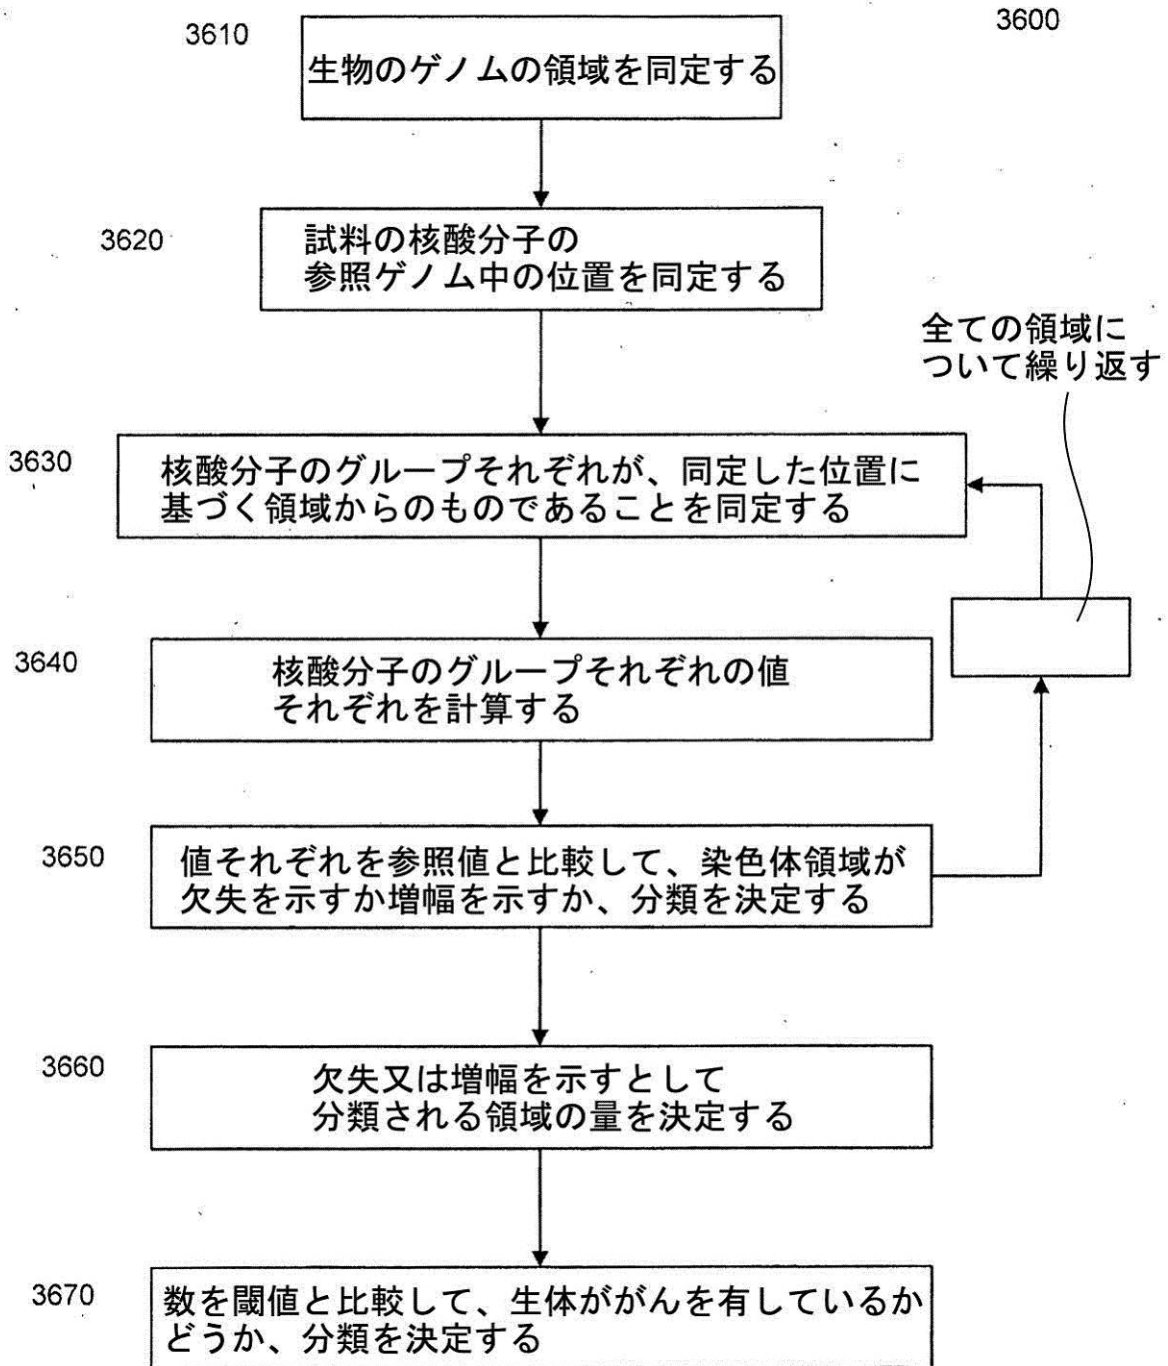 3600
3610
生物のゲノムの領域を同定する
3620
試料の核酸分子の
参照ゲノム中の位置を同定する
全ての領域に
ついて繰り返す
3630
核酸分子のグループそれぞれが、同定した位置に
基づく領域からのものであることを同定する
3640
核酸分子のグループそれぞれの値
それぞれを計算する
3650
値それぞれを参照値と比較して、染色体領域が
欠失を示すか増幅を示すか、分類を決定する
3660
欠失又は増幅を示すとして
分類される領域の量を決定する
3670
数を閾値と比較して、生体ががんを有しているか
どうか、分類を決定する